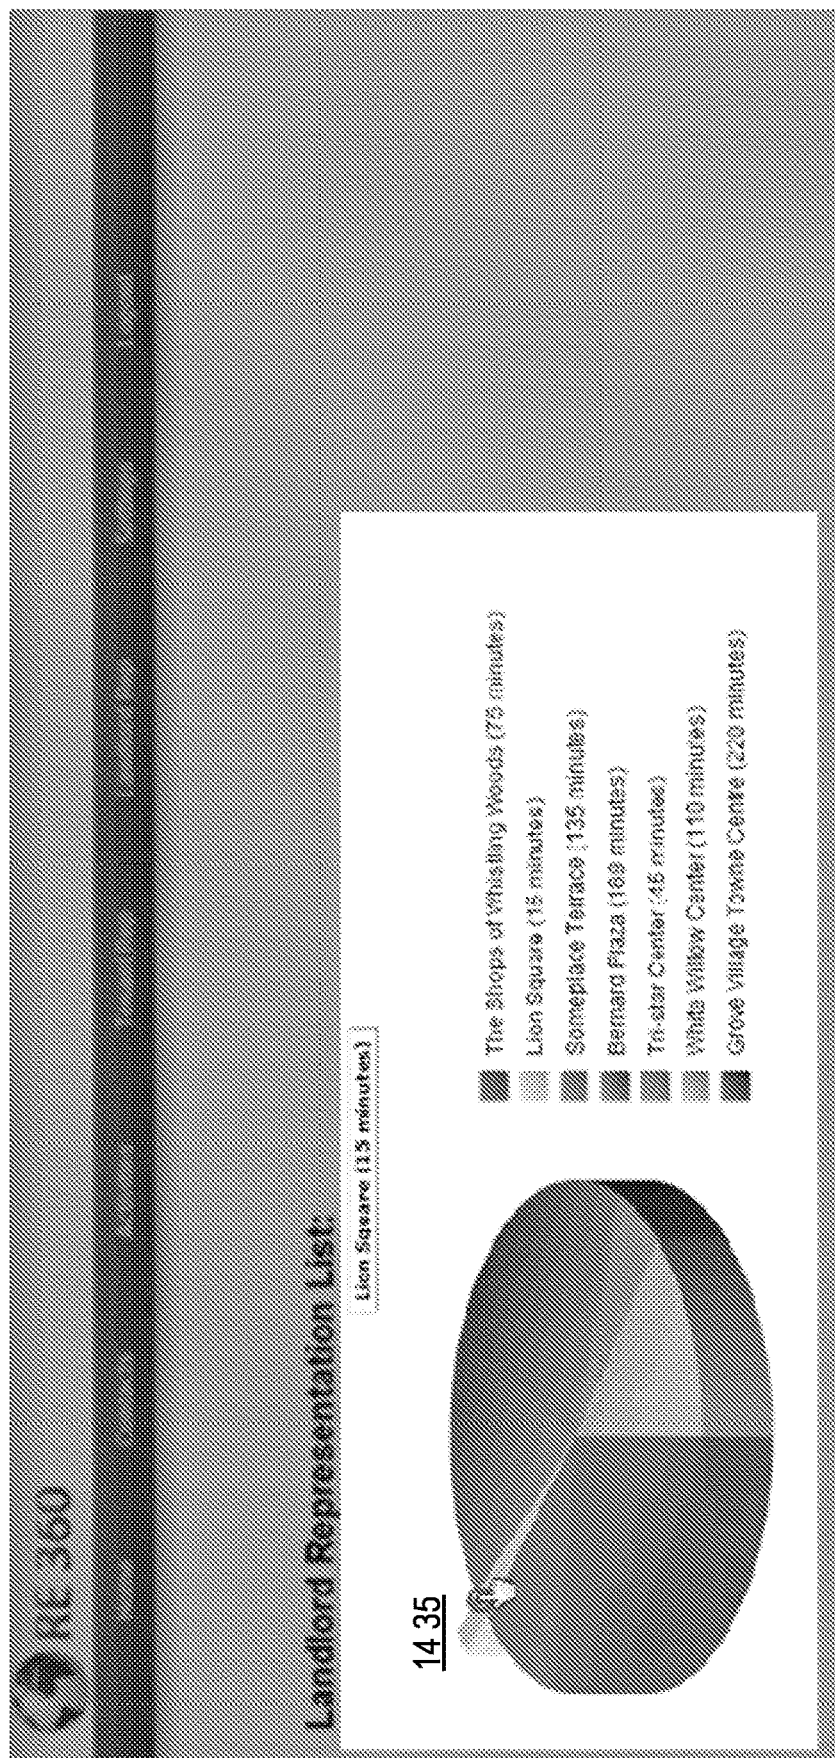 RE 360
Landlord Representation List:
Lion Square (15 minutes)
14 35
The Shops of Whistling Woods (75 minutes)
Lion Square (15 minutes)
Someplace Terrace (135 minutes)
Bernard Plaza (189 minutes)
Tri-star Center (45 minutes)
White Willow Center (110 minutes)
Grove Village Towne Centre (220 minutes)